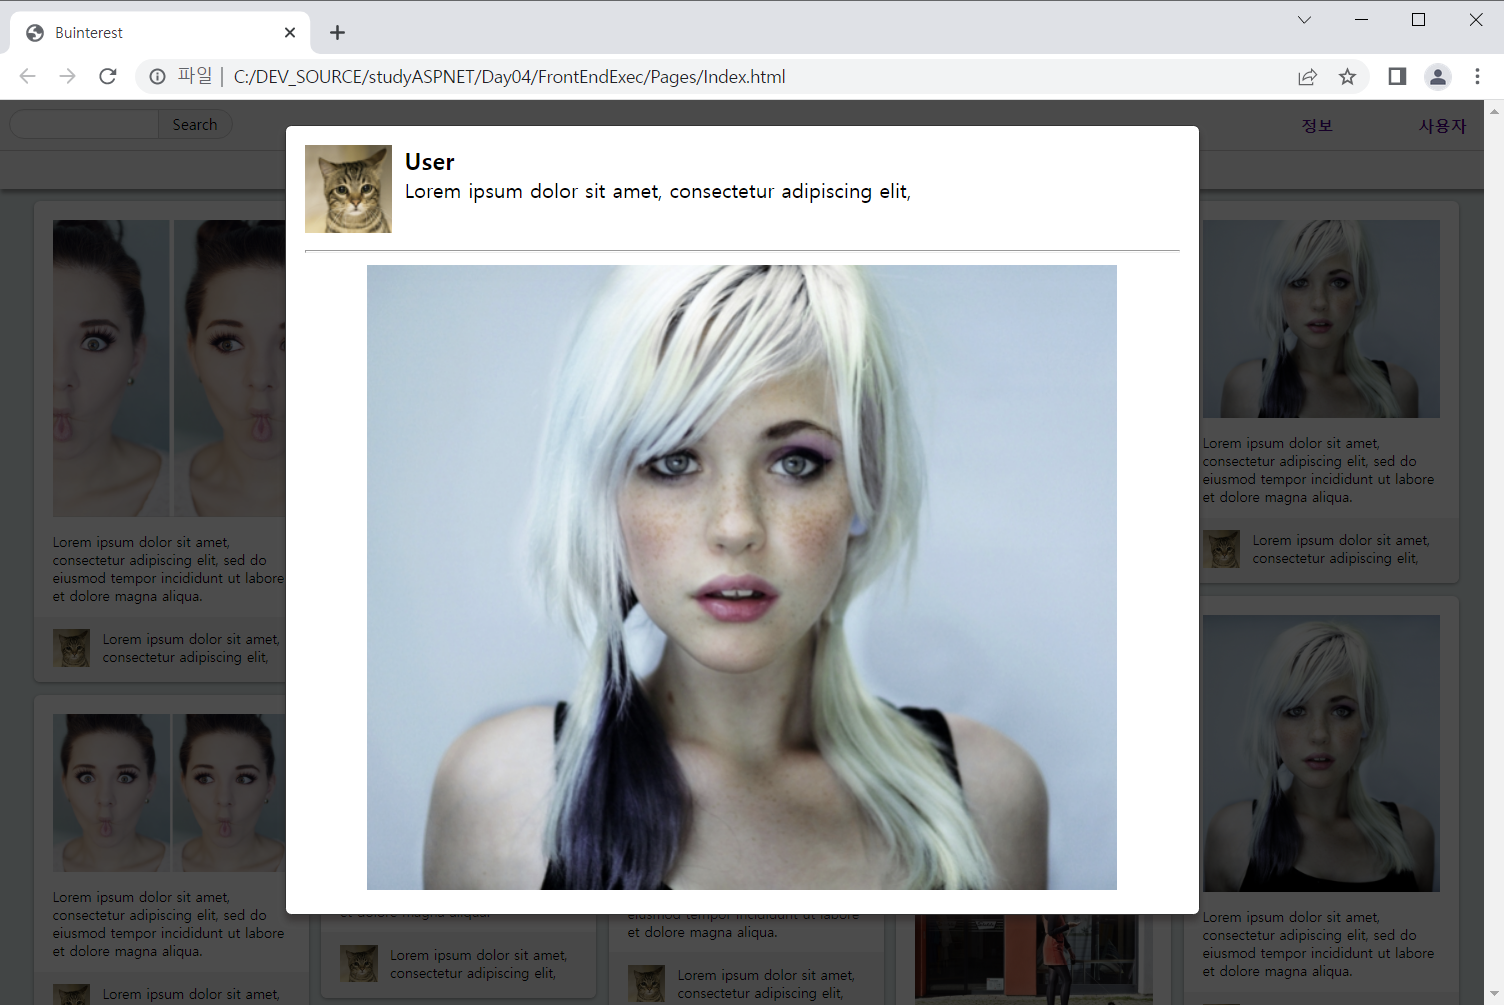 Buinterest
파일 | C:/DEV_SOURCE/studyASPNET/Day04/FrontEndExec/Pages/Index.html
Search
정보
사용자
User
Lorem ipsum dolor sit amet, consectetur adipiscing elit,
Lorem ipsum dolor sit amet,
consectetur adipiscing elit, sed do
eiusmod tempor incididunt ut labore
et dolore magna aliqua.
Lorem ipsum dolor sit amet,
consectetur adipiscing elit,
Lorem ipsum dolor sit amet,
consectetur adipiscing elit, sed do
eiusmod tempor incididunt ut labore
et dolore magna aliqua.
Lorem ipsum dolor sit amet,
et dolore magna aliqua.
Lorem ipsum dolor sit amet,
consectetur adipiscing elit,
eiusmod tempor incididunt ut labore
et dolore magna aliqua.
Lorem ipsum dolor sit amet,
consectetur adipiscing elit,
Lorem ipsum dolor sit amet,
consectetur adipiscing elit, sed do
eiusmod tempor incididunt ut labore
et dolore magna aliqua.
Lorem ipsum dolor sit amet,
consectetur adipiscing elit,
Lorem ipsum dolor sit amet,
consectetur adipiscing elit, sed do
eiusmod tempor incididunt ut labore
et dolore magna aliqua.